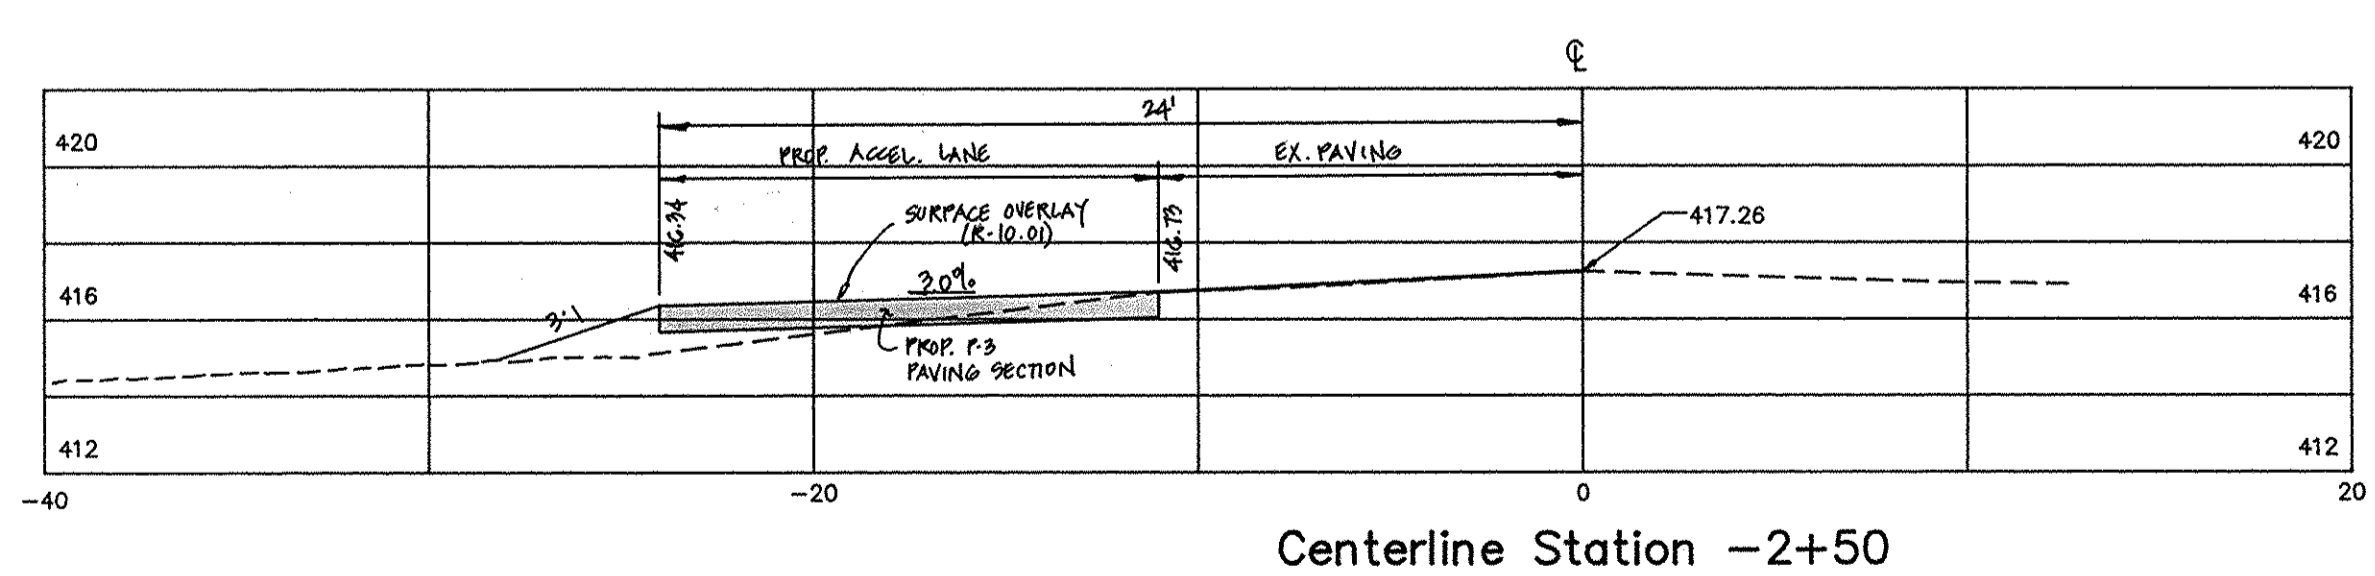 ℄
24'
420
PROP. ACCEL. LANE
EX. PAVING
420
416.34
SURFACE OVERLAY
(R-10.01)
416.73
417.26
3.0%
416
3:1
416
PROP. P-3
PAVING SECTION
412
412
-40
-20
0
20
Centerline Station -2+50